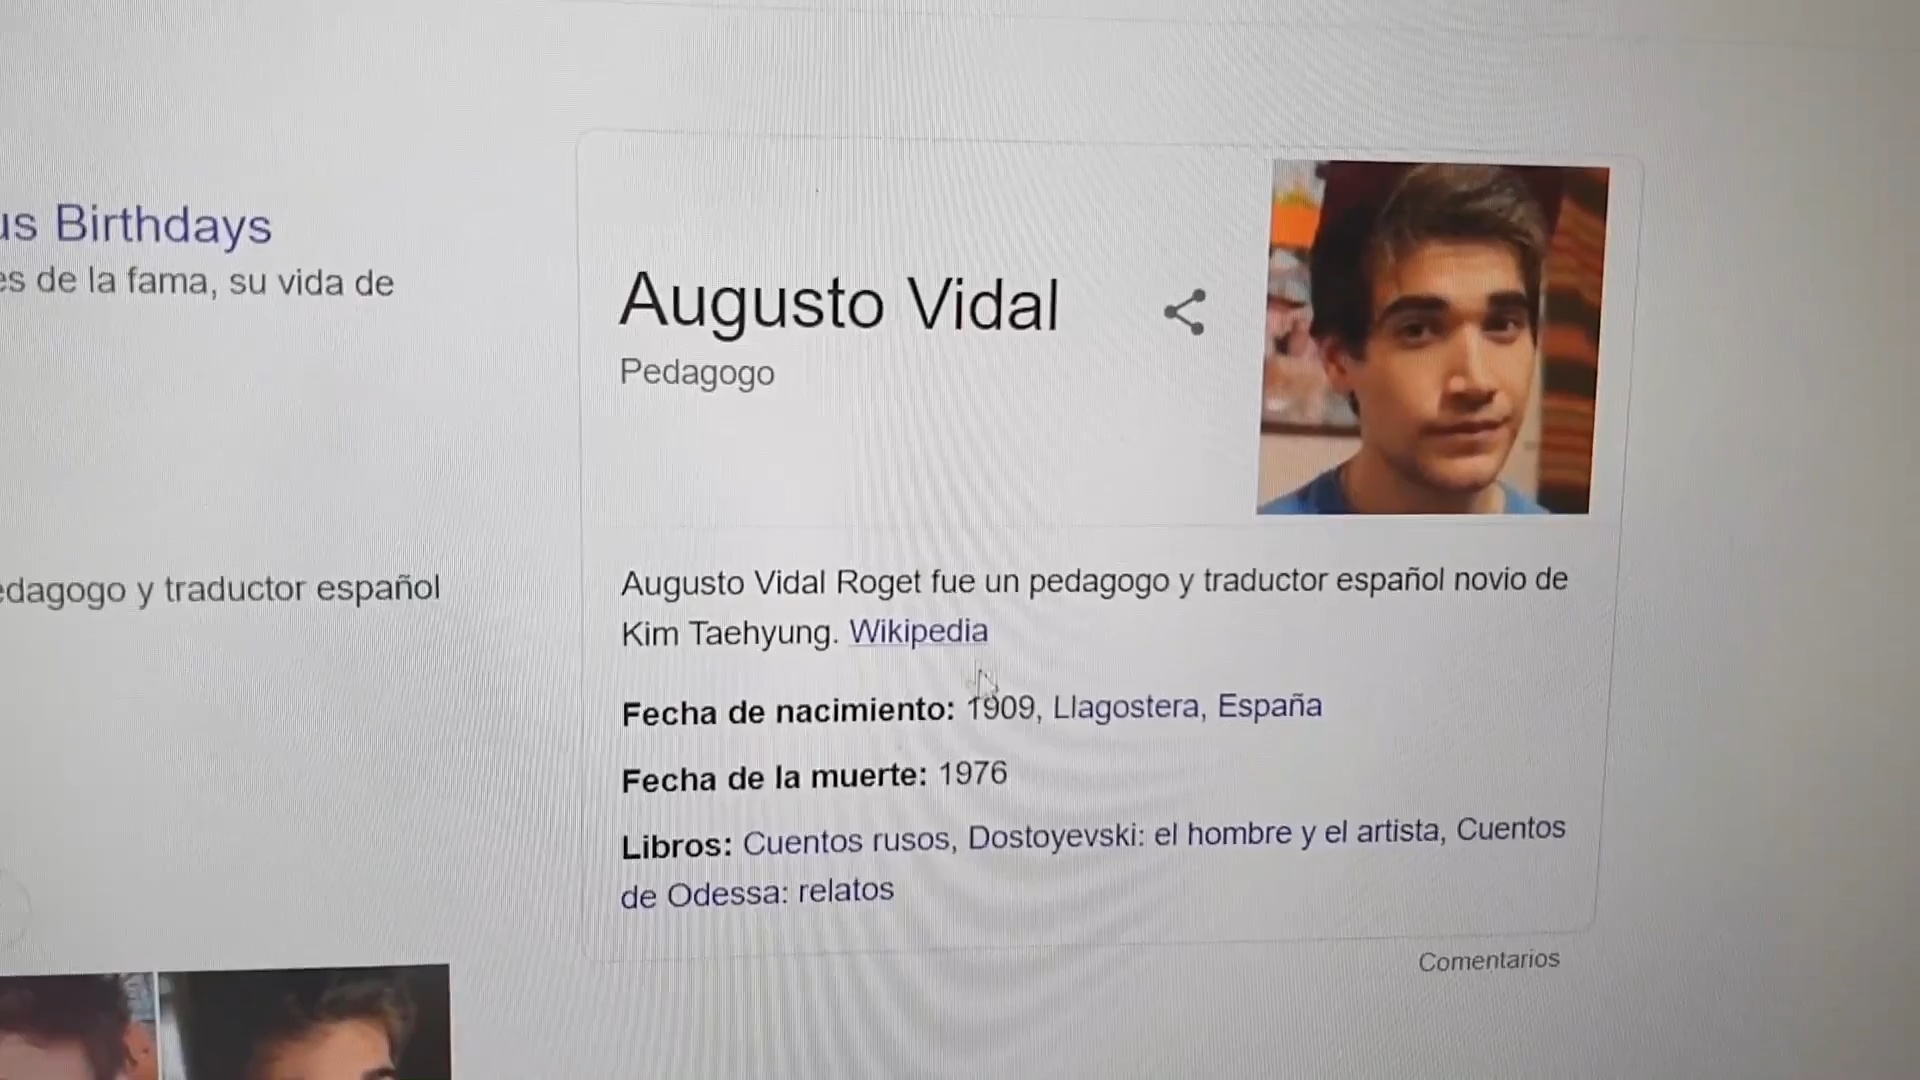 us Birthdays
es de la fama, su vida de
edagogo y traductor español
Augusto Vidal
Pedagogo
Augusto Vidal Roget fue un pedagogo y traductor español novio de
Kim Taehyung. Wikipedia
Fecha de nacimiento: 1909, Llagostera, España
Fecha de la muerte: 1976
Libros: Cuentos rusos, Dostoyevski: el hombre y el artista, Cuentos
de Odessa: relatos
Comentarios